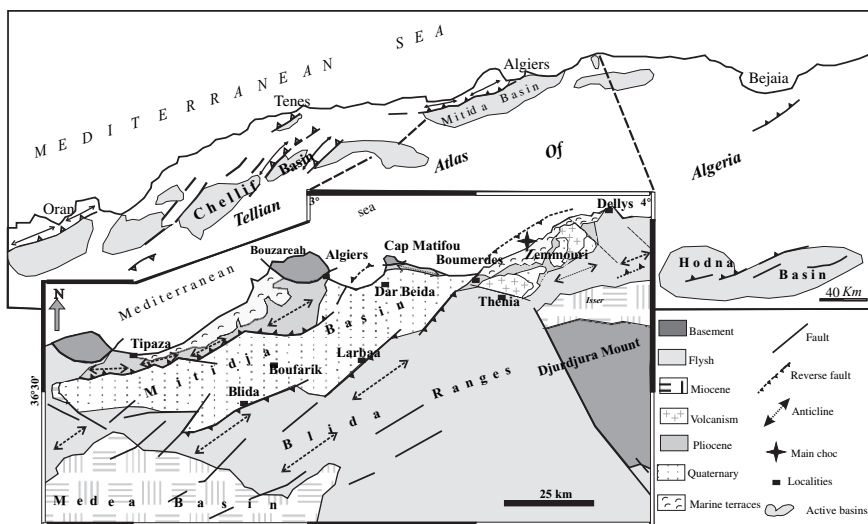 MEDITERRANEAN SEA
Algiers
Bejaia
Tenes
Mitida Basin
Oran
Chellif Basin
Tellian Atlas Of Algeria
3°
4°
sea
Dellys
Bouzareah
Algiers
Cap Matifou
Boumerdes
Zemmouri
Hodna Basin
40 Km
N
Mediterranean
Dar Beida
Thenia
Isser
Tipaza
Mitidja Basin
Larbaa
Boufarik
Blida
36°30'
Djurdjura Mount
Blida Ranges
Medea Basin
25 km
Basement
Flysh
Miocene
Volcanism
Pliocene
Quaternary
Marine terraces
Fault
Reverse fault
Anticline
Main choc
Localities
Active basins